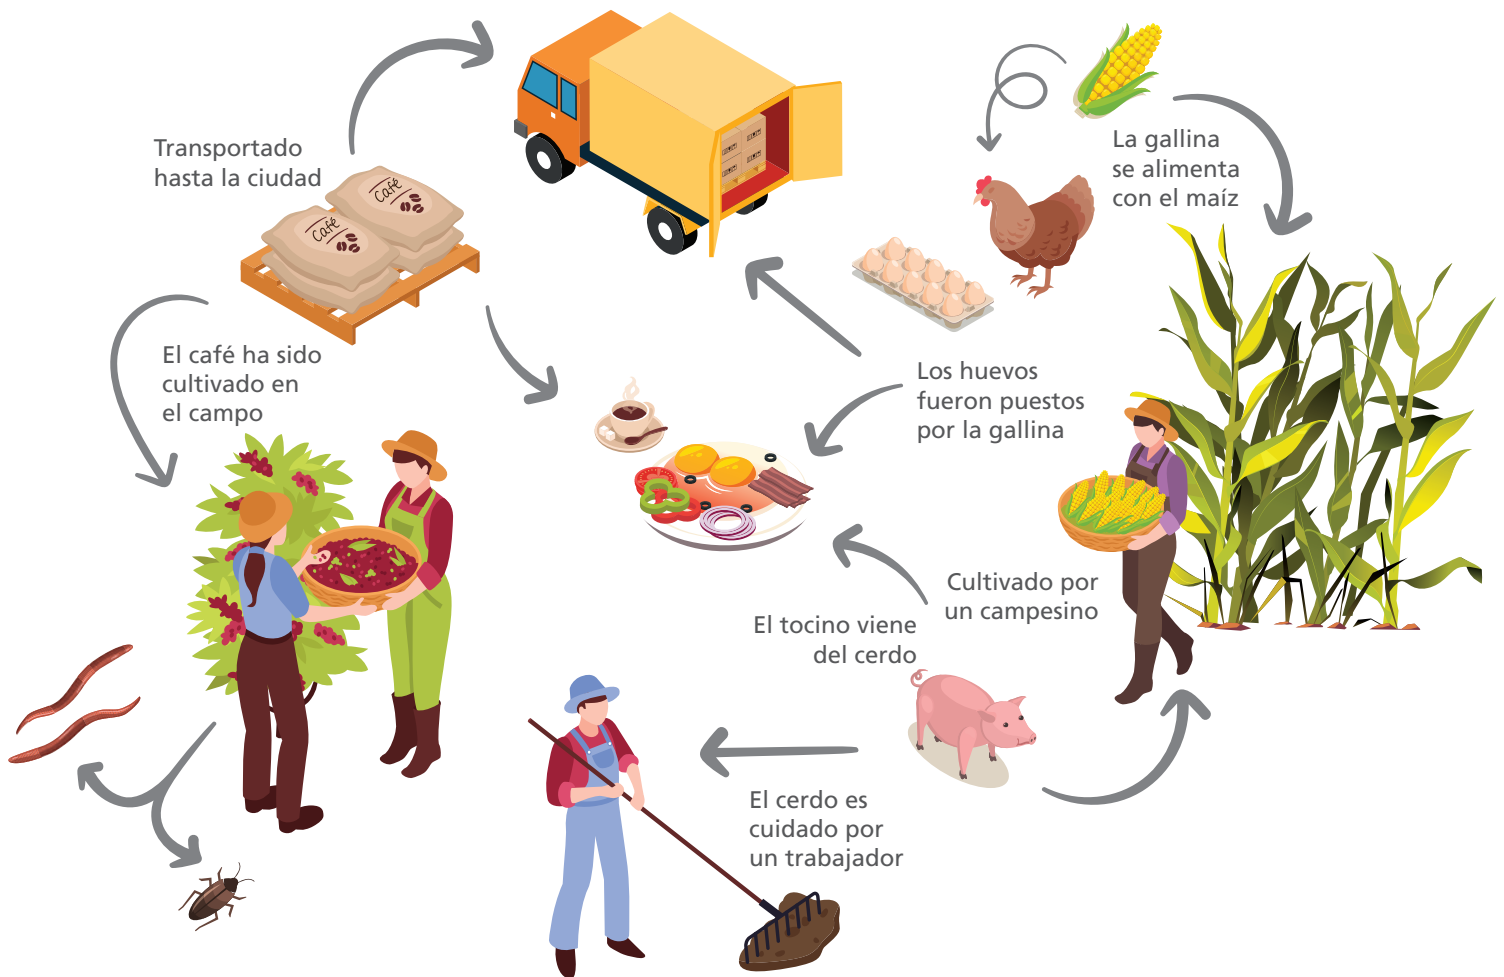 Transportado
hasta la ciudad
Café
Café
La gallina
se alimenta
con el maíz
El café ha sido
cultivado en
el campo
Los huevos
fueron puestos
por la gallina
Cultivado por
un campesino
El tocino viene
del cerdo
El cerdo es
cuidado por
un trabajador